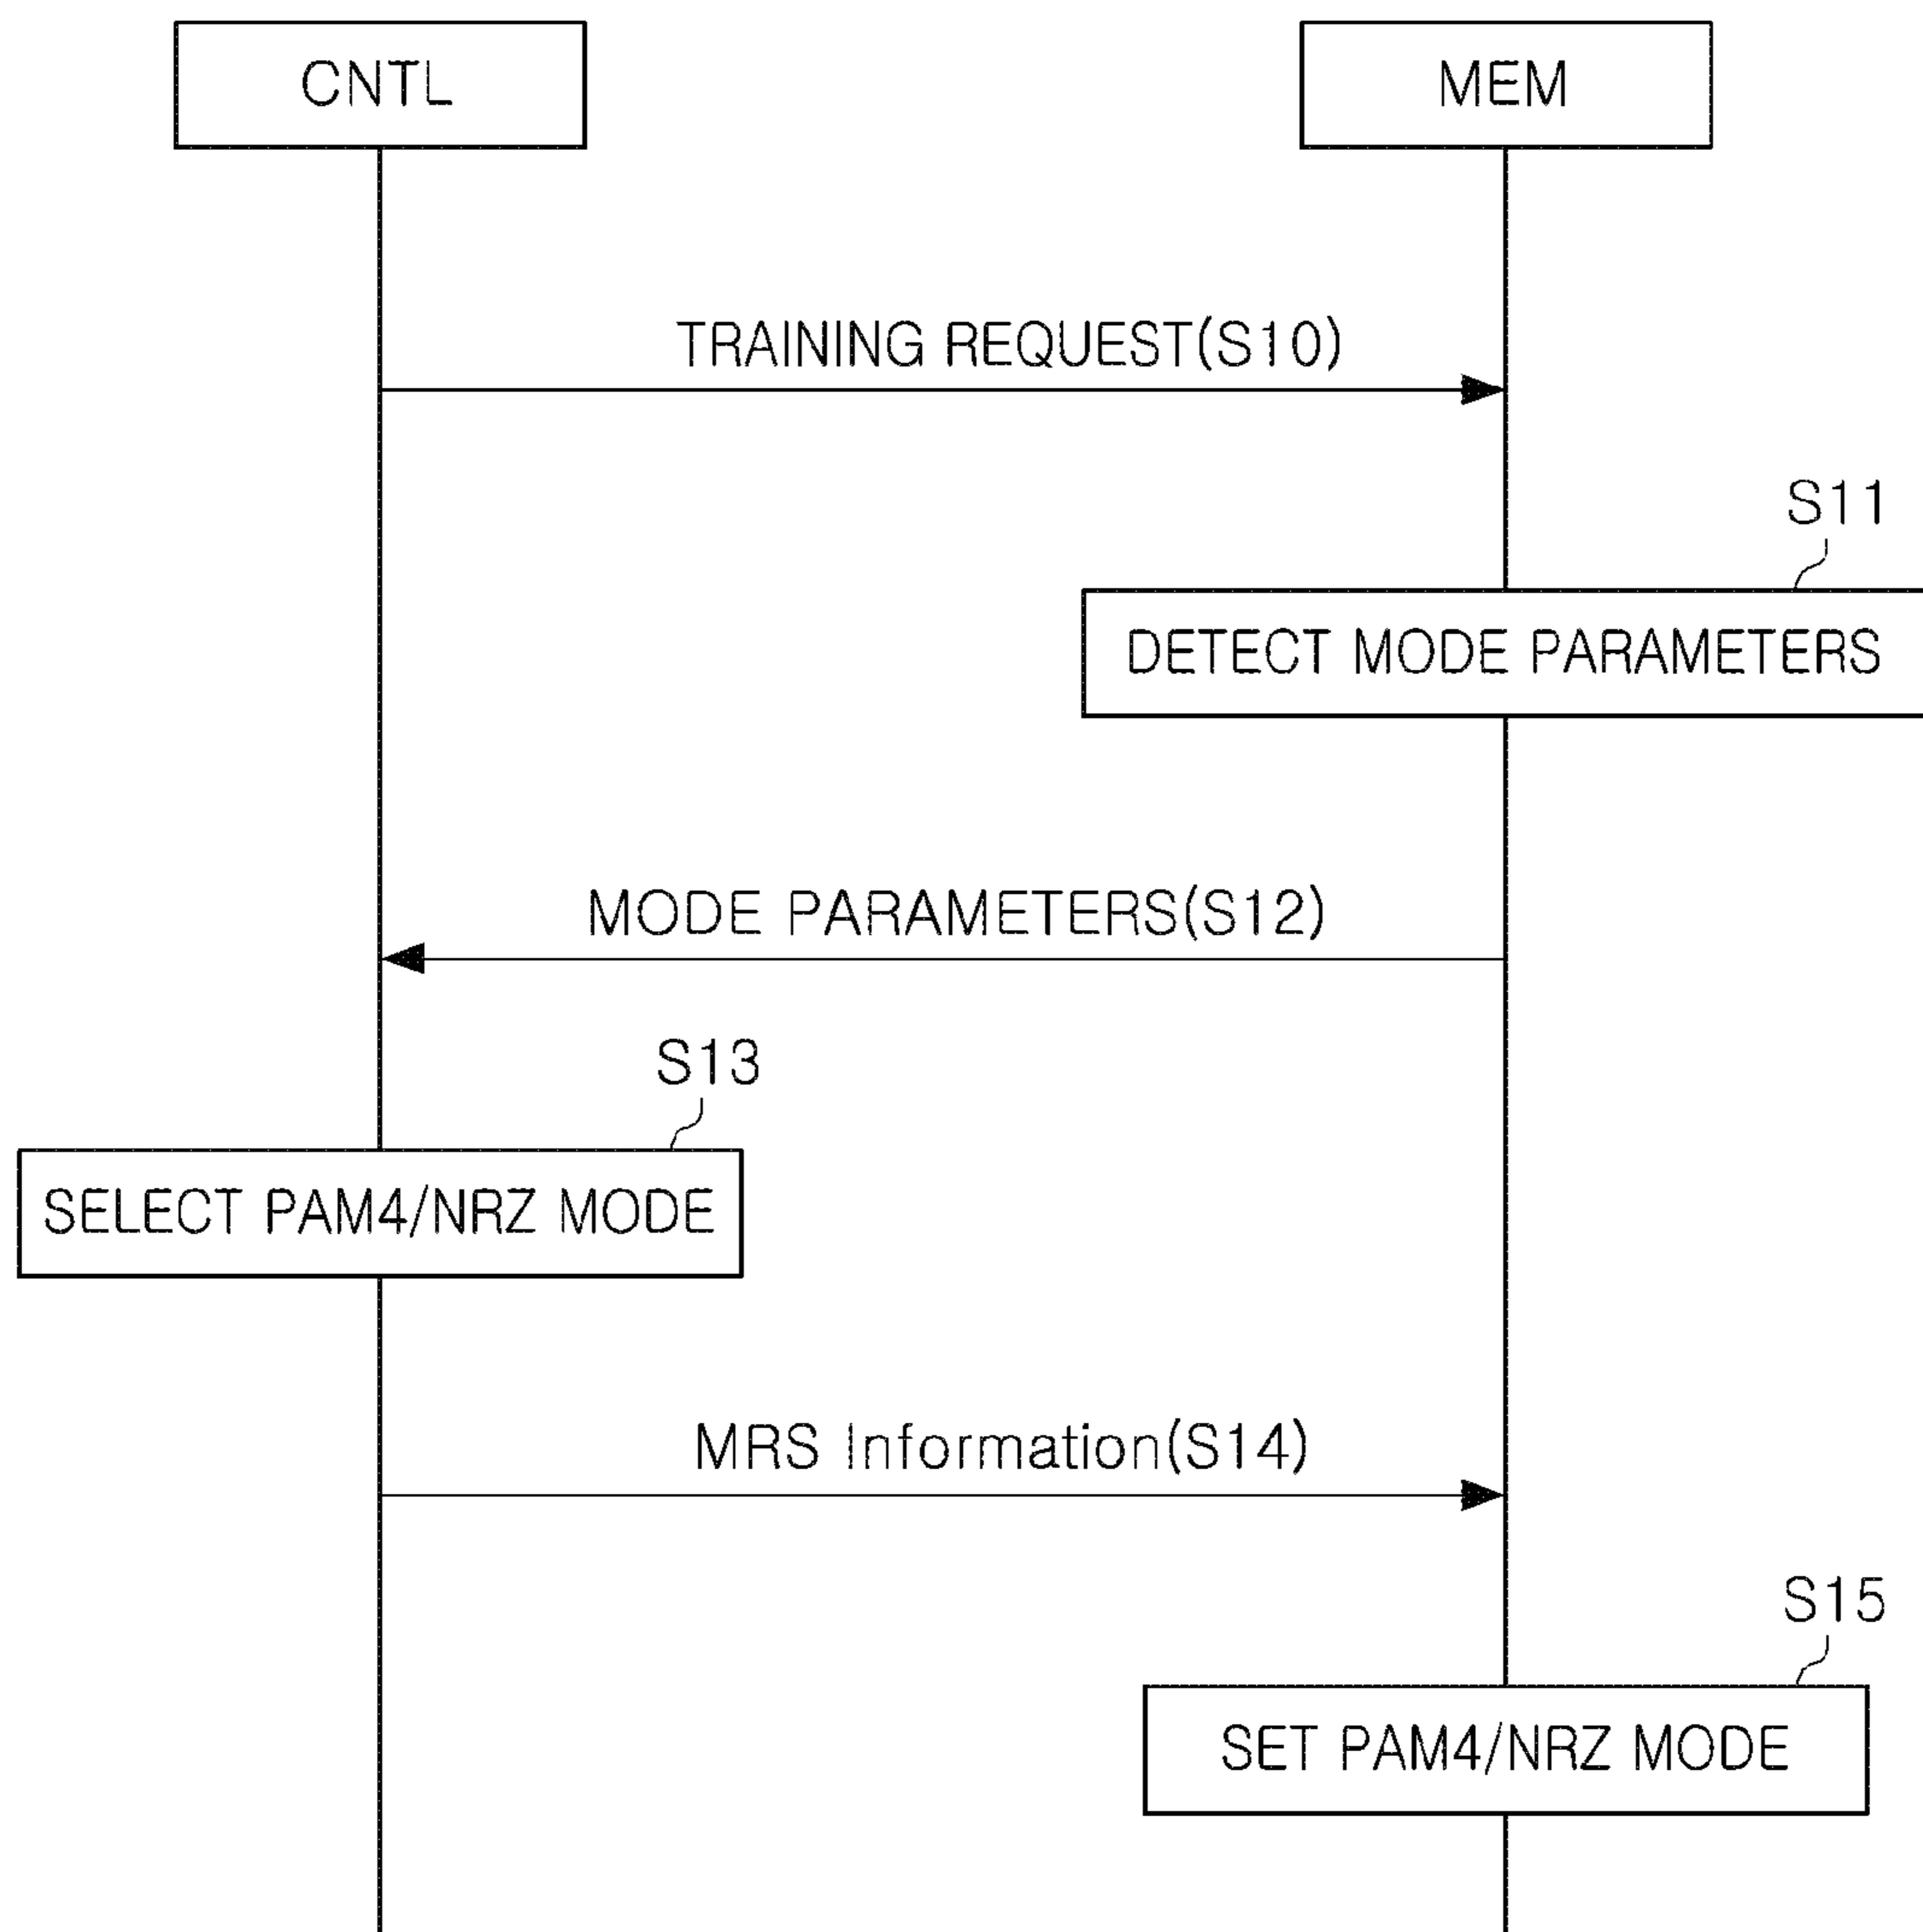 CNTL
MEM
TRAINING REQUEST(S10)
S11
DETECT MODE PARAMETERS
MODE PARAMETERS(S12)
S13
SELECT PAM4/NRZ MODE
MRS Information(S14)
S15
SET PAM4/NRZ MODE